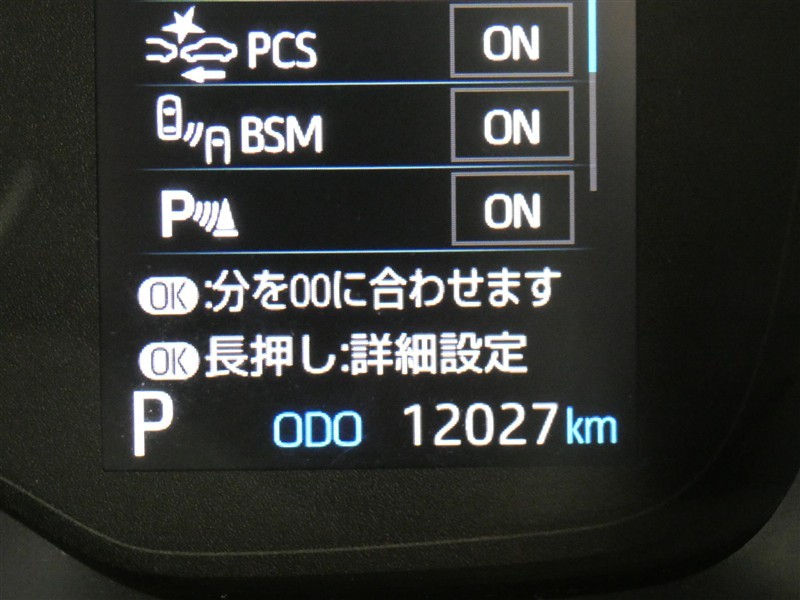 PCS ON
BSM ON
P ON
OK:分を00に合わせます
OK長押し:詳細設定
P ODO 12027km